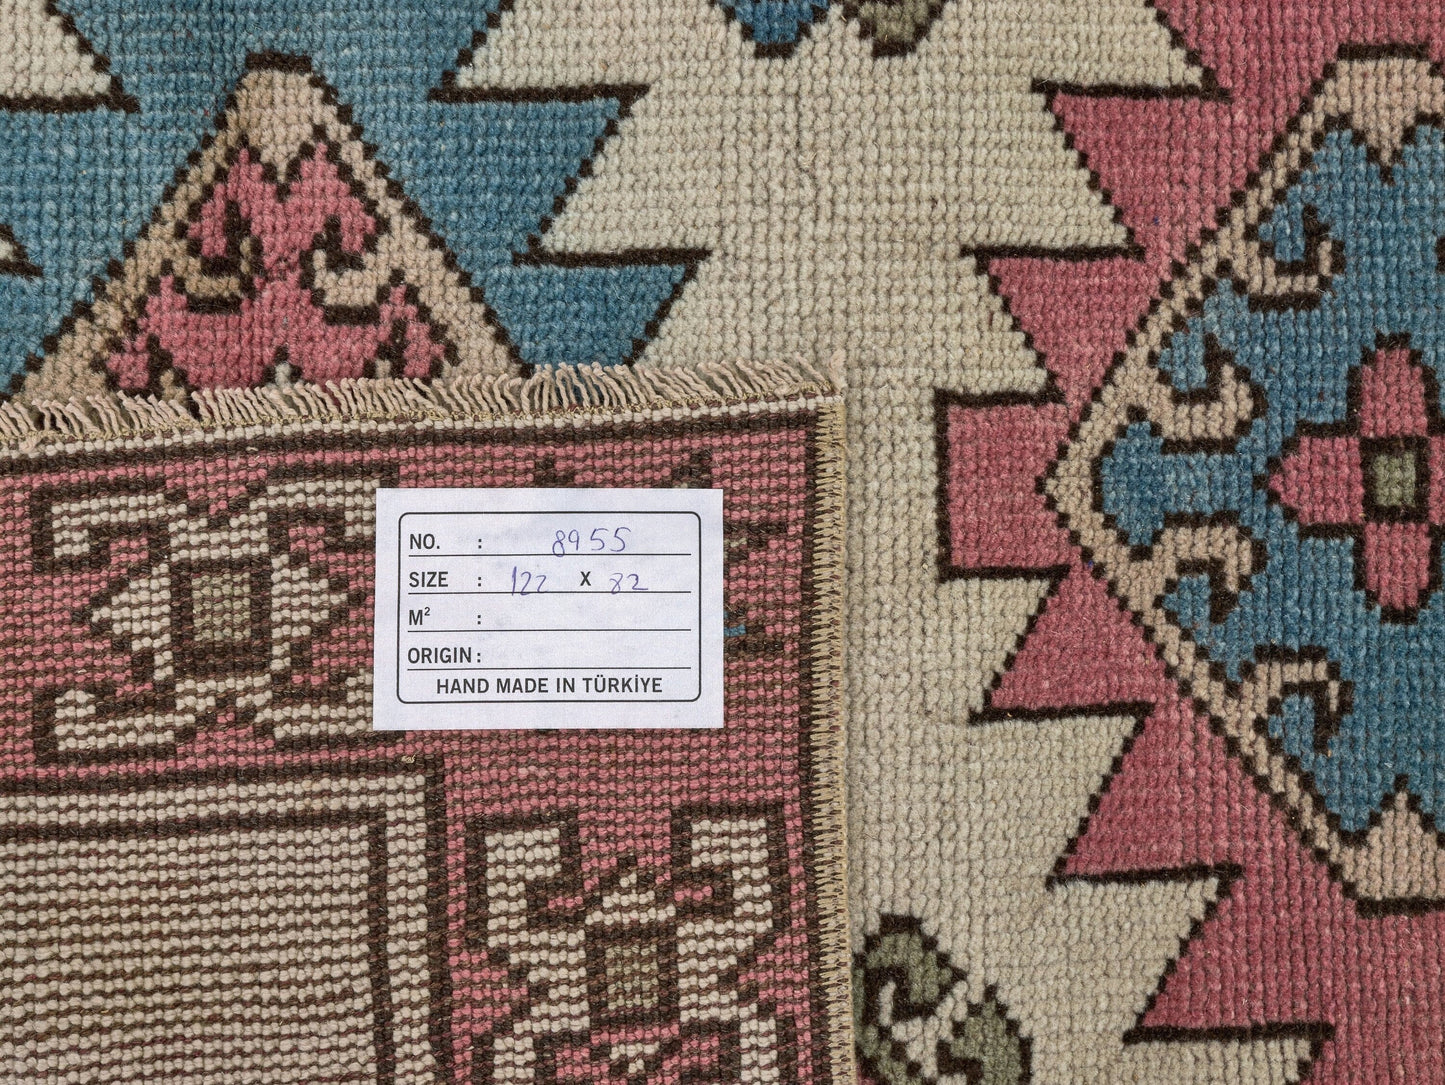 NO. : 8955
SIZE : 122 X 82
M² :
ORIGIN :
HAND MADE IN TÜRKİYE